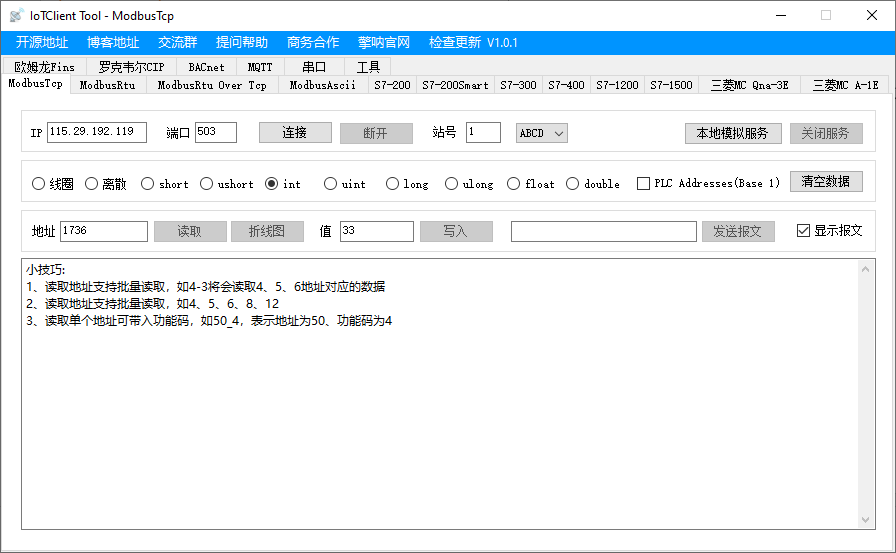 IoTClient Tool - ModbusTcp
开源地址 博客地址 交流群 提问帮助 商务合作 擎呐官网 检查更新 V1.0.1
欧姆龙Fins 罗克韦尔CIP BACnet MQTT 串口 工具
ModbusTcp ModbusRtu ModbusRtu Over Tcp ModbusAscii S7-200 S7-200Smart S7-300 S7-400 S7-1200 S7-1500 三菱MC Qna-3E 三菱MC A-1E
IP 115.29.192.119 端口 503 连接 断开 站号 1 ABCD 本地模拟服务 关闭服务
线圈 离散 short ushort int uint long ulong float double PLC Addresses(Base 1) 清空数据
地址 1736 读取 折线图 值 33 写入 发送报文 显示报文
小技巧:
1、读取地址支持批量读取，如4-3将会读取4、5、6地址对应的数据
2、读取地址支持批量读取，如4、5、6、8、12
3、读取单个地址可带入功能码，如50_4，表示地址为50、功能码为4